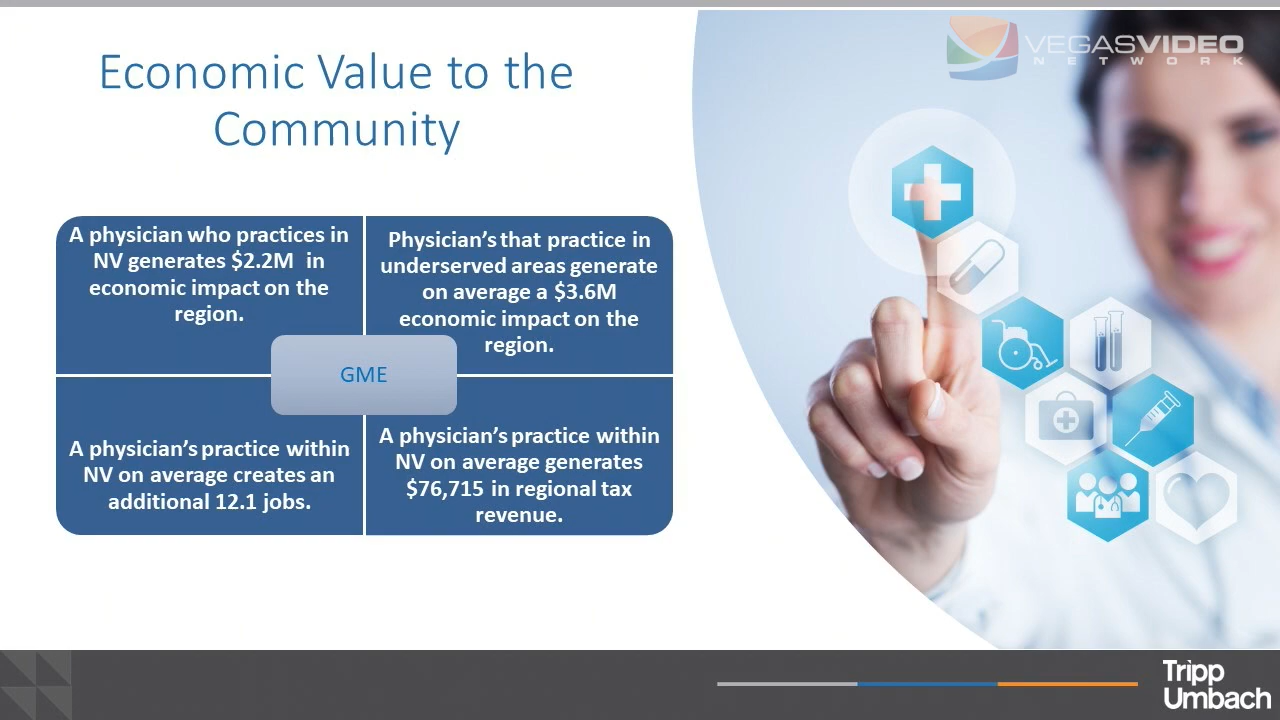 Economic Value to the
Community
VEGASVIDEO
NETWORK
A physician who practices in
NV generates $2.2M in
economic impact on the
region.
Physician's that practice in
underserved areas generate
on average a $3.6M
economic impact on the
region.
GME
A physician's practice within
NV on average creates an
additional 12.1 jobs.
A physician's practice within
NV on average generates
$76,715 in regional tax
revenue.
Tripp
Umbach